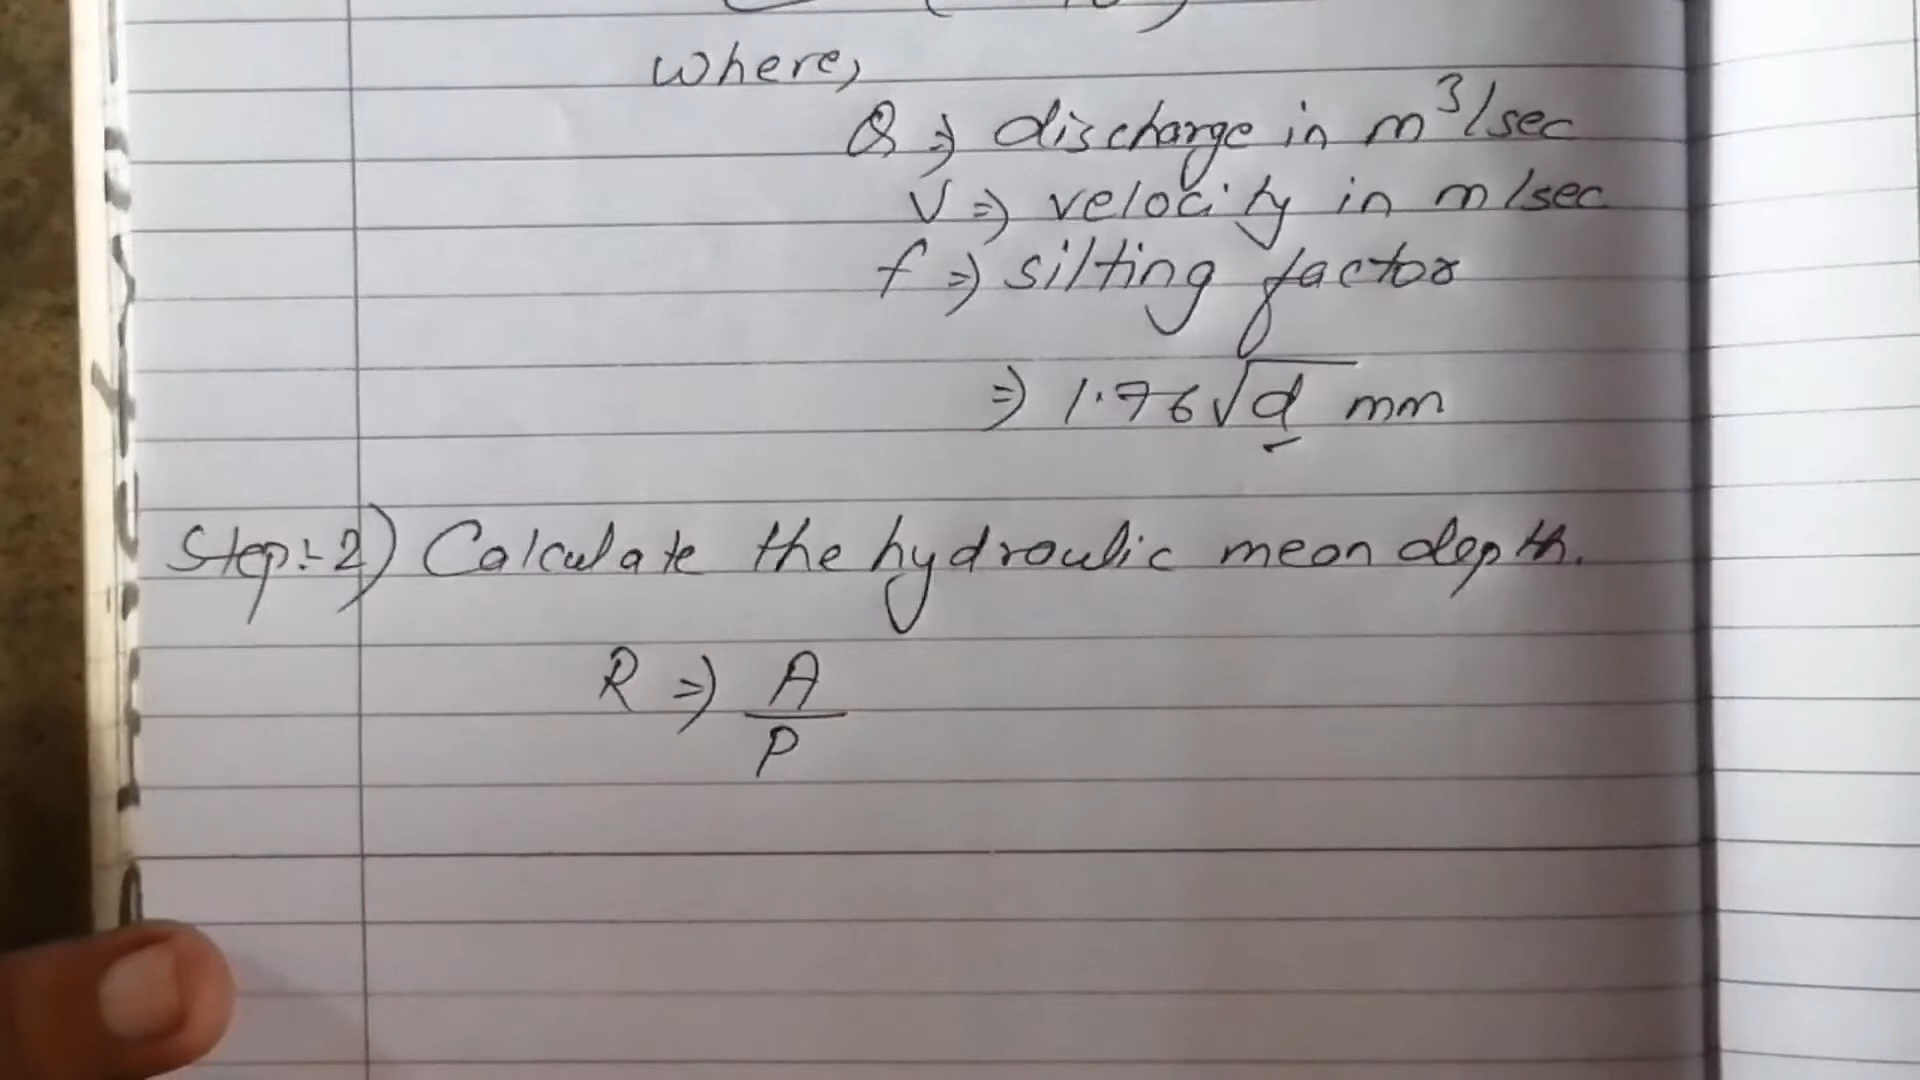 where,
Q ⇒ discharge in m³/sec
V ⇒ velocity in m/sec
f ⇒ silting factor
⇒ 1.76√d mm
Step:-2) Calculate the hydraulic mean depth.
R ⇒ A/P